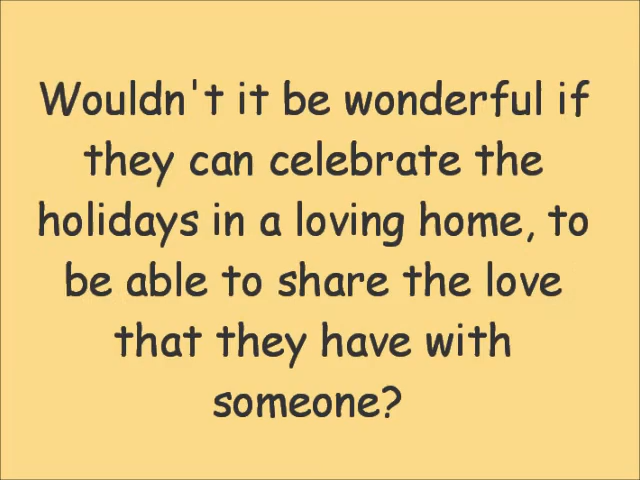 Wouldn't it be wonderful if
they can celebrate the
holidays in a loving home, to
be able to share the love
that they have with
someone?